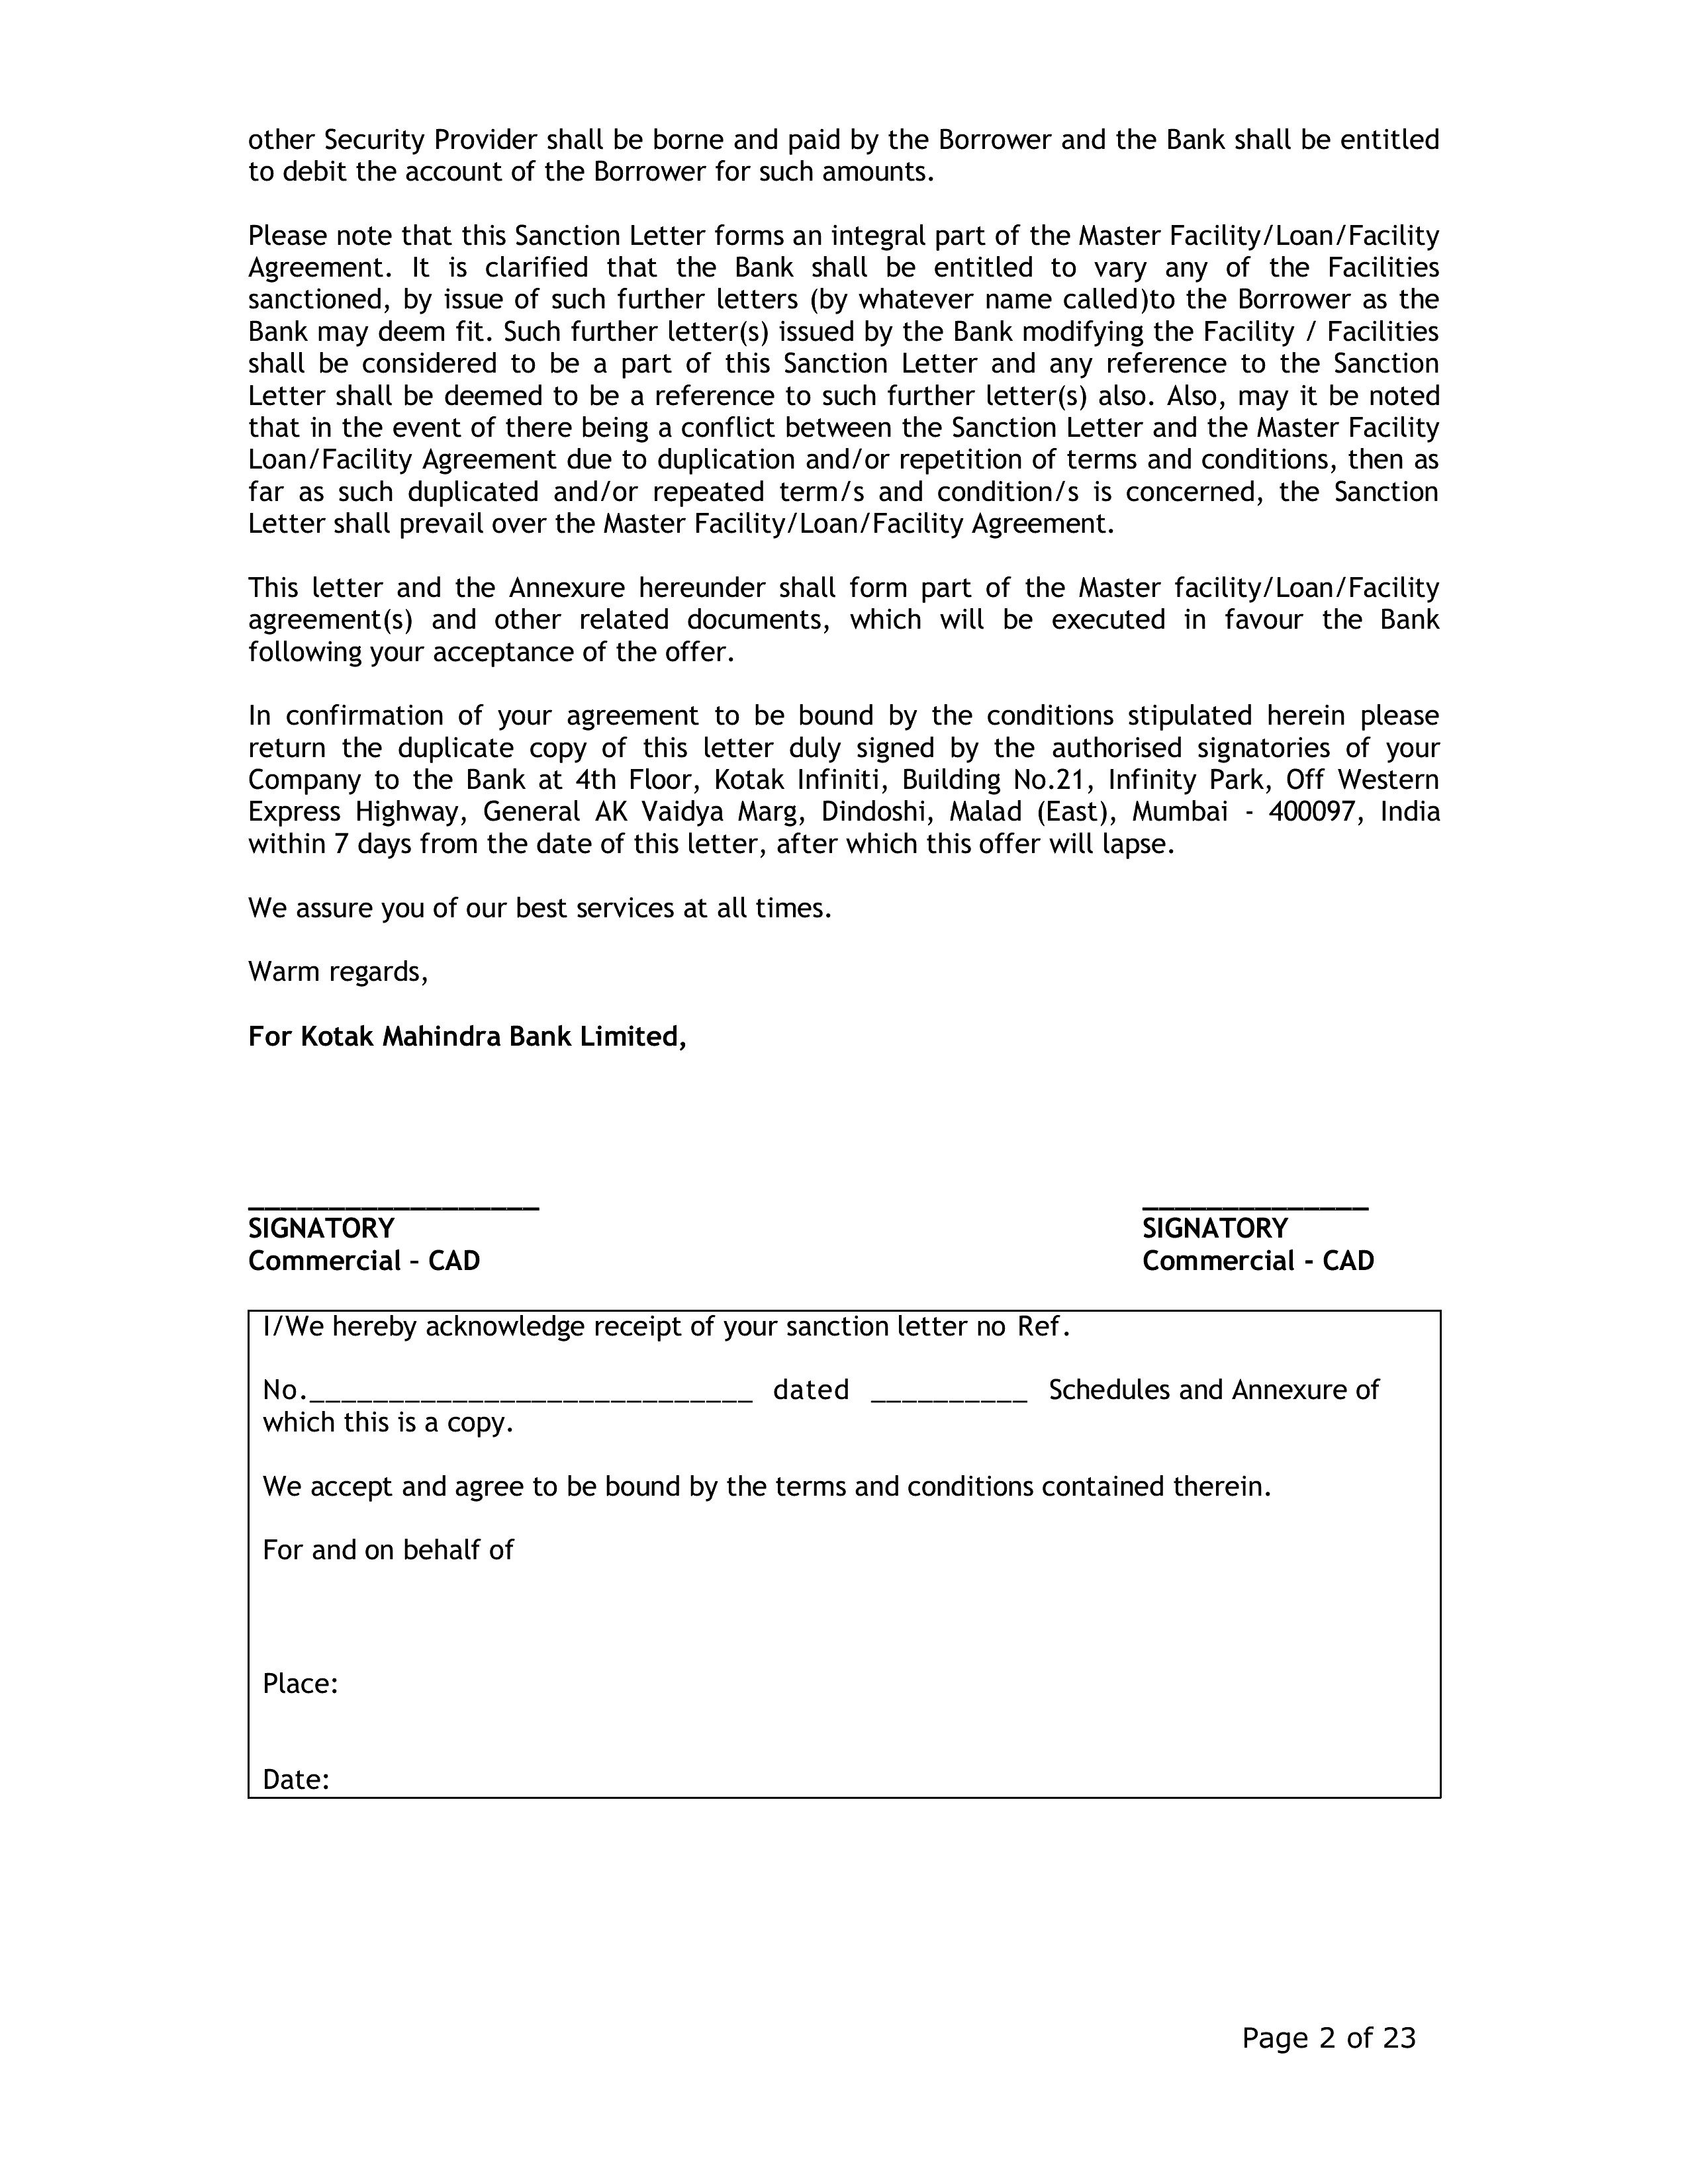 other Security Provider shall be borne and paid by the Borrower and the Bank shall be entitled
to debit the account of the Borrower for such amounts.
Please note that this Sanction Letter forms an integral part of the Master Facility/Loan/Facility
Agreement. It is clarified that the Bank shall be entitled to vary any of the Facilities
sanctioned, by issue of such further letters (by whatever name called)to the Borrower as the
Bank may deem fit. Such further letter(s) issued by the Bank modifying the Facility / Facilities
shall be considered to be a part of this Sanction Letter and any reference to the Sanction
Letter shall be deemed to be a reference to such further letter(s) also. Also, may it be noted
that in the event of there being a conflict between the Sanction Letter and the Master Facility
Loan/Facility Agreement due to duplication and/or repetition of terms and conditions, then as
far as such duplicated and/or repeated term/s and condition/s is concerned, the Sanction
Letter shall prevail over the Master Facility/Loan/Facility Agreement.
This letter and the Annexure hereunder shall form part of the Master facility/Loan/Facility
agreement(s) and other related documents, which will be executed in favour the Bank
following your acceptance of the offer.
In confirmation of your agreement to be bound by the conditions stipulated herein please
return the duplicate copy of this letter duly signed by the authorised signatories of your
Company to the Bank at 4th Floor, Kotak Infiniti, Building No.21, Infinity Park, Off Western
Express Highway, General AK Vaidya Marg, Dindoshi, Malad (East), Mumbai - 400097, India
within 7 days from the date of this letter, after which this offer will lapse.
We assure you of our best services at all times.
Warm regards,
For Kotak Mahindra Bank Limited,
__________________ ______________
SIGNATORY SIGNATORY
Commercial – CAD Commercial - CAD
I/We hereby acknowledge receipt of your sanction letter no Ref.
No.____________________________ dated __________ Schedules and Annexure of
which this is a copy.
We accept and agree to be bound by the terms and conditions contained therein.
For and on behalf of
Place:
Date:
Page 2 of 23